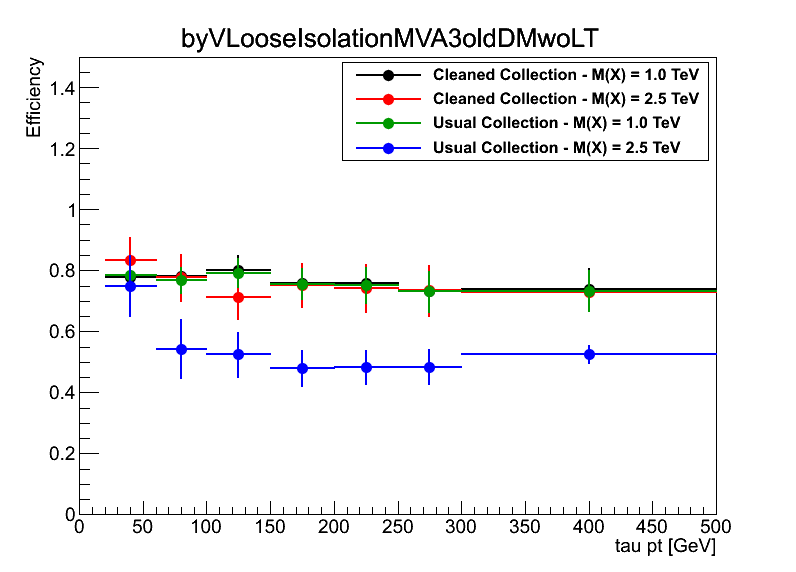 byVLooseIsolationMVA3oldDMwoLT
Efficiency
Cleaned Collection - M(X) = 1.0 TeV
Cleaned Collection - M(X) = 2.5 TeV
Usual Collection - M(X) = 1.0 TeV
Usual Collection - M(X) = 2.5 TeV
1.4
1.2
1
0.8
0.6
0.4
0.2
0
0 50 100 150 200 250 300 350 400 450 500
tau pt [GeV]